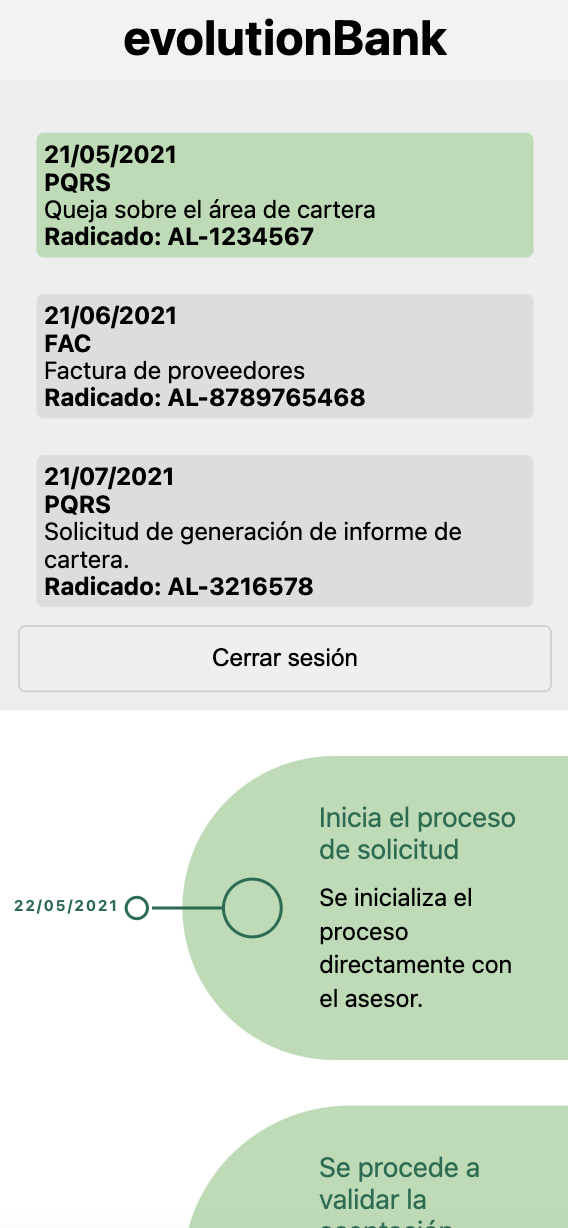 evolutionBank
21/05/2021
PQRS
Queja sobre el área de cartera
Radicado: AL-1234567
21/06/2021
FAC
Factura de proveedores
Radicado: AL-8789765468
21/07/2021
PQRS
Solicitud de generación de informe de
cartera.
Radicado: AL-3216578
Cerrar sesión
Inicia el proceso
de solicitud
22/05/2021
Se inicializa el
proceso
directamente con
el asesor.
Se procede a
validar la